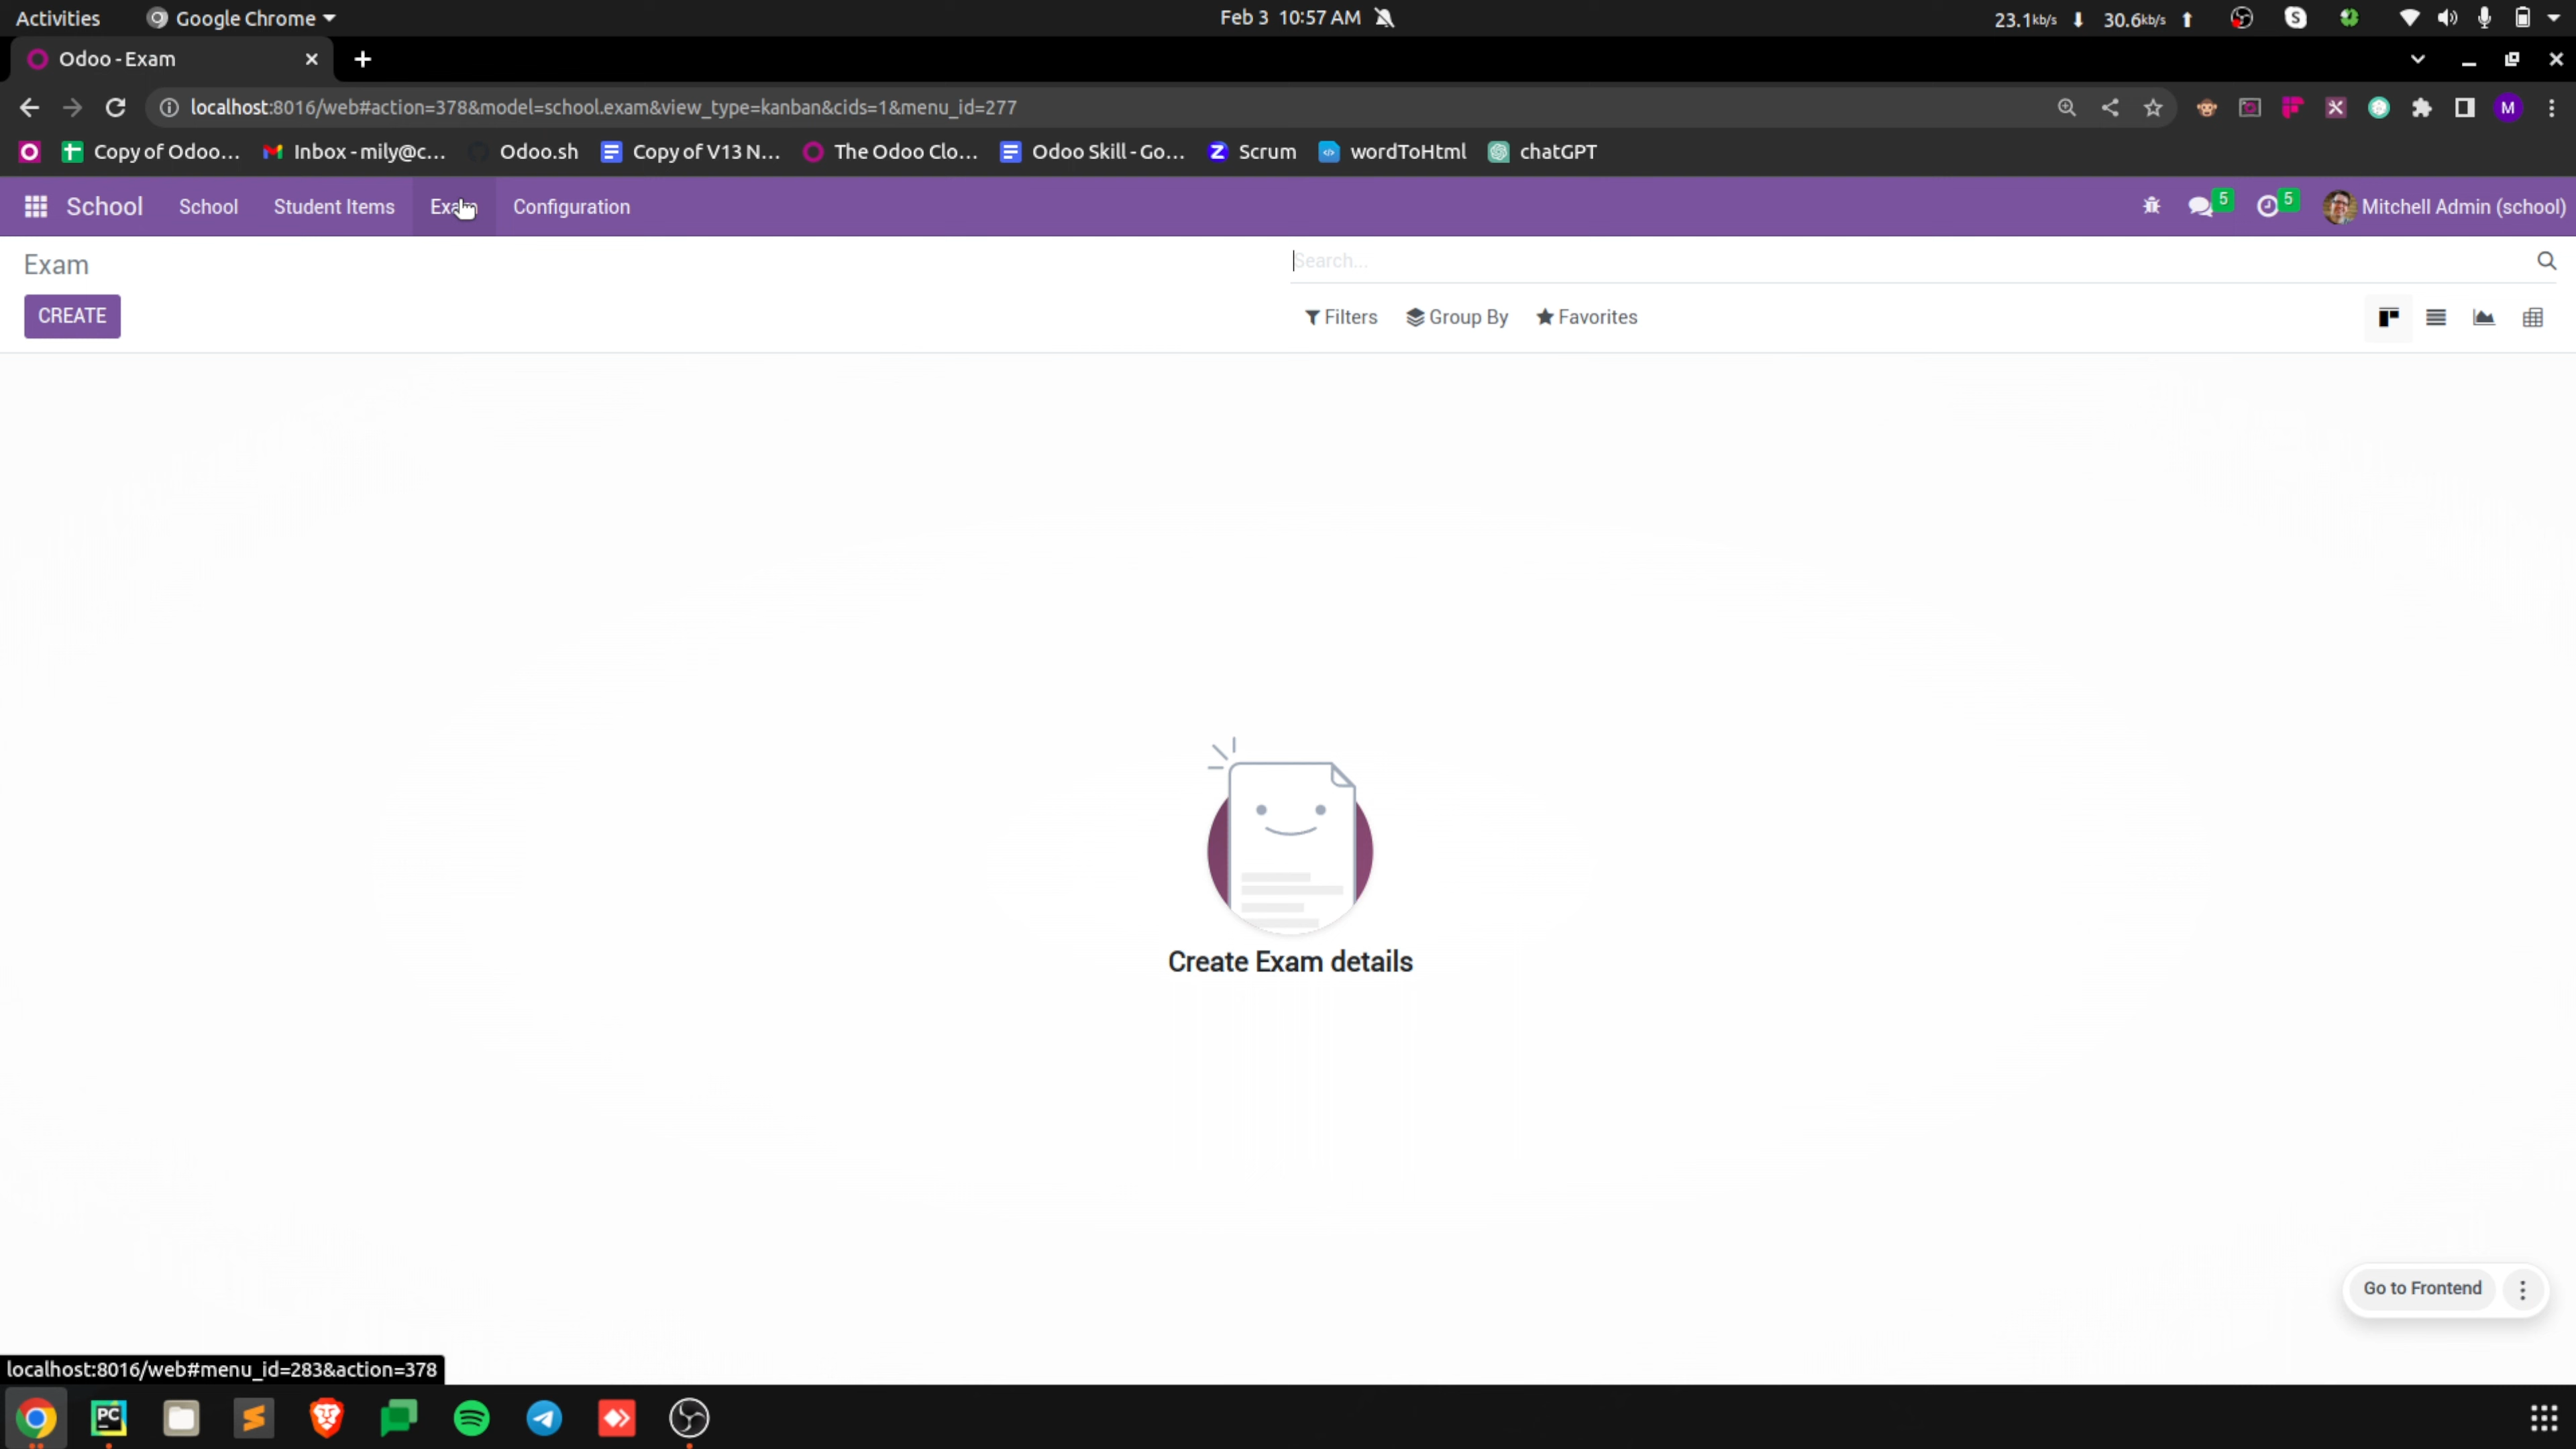 Activities Google Chrome Feb 3 10:57 AM 23.1kb/s 30.6kb/s
Odoo - Exam
localhost:8016/web#action=378&model=school.exam&view_type=kanban&cids=1&menu_id=277 M
Copy of Odoo... Inbox - mily@c... Odoo.sh Copy of V13 N... The Odoo Clo... Odoo Skill - Go... Scrum wordToHtml chatGPT
School School Student Items Exam Configuration 5 5 Mitchell Admin (school)
Exam Search...
CREATE Filters Group By Favorites
Create Exam details
Go to Frontend
localhost:8016/web#menu_id=283&action=378
PC